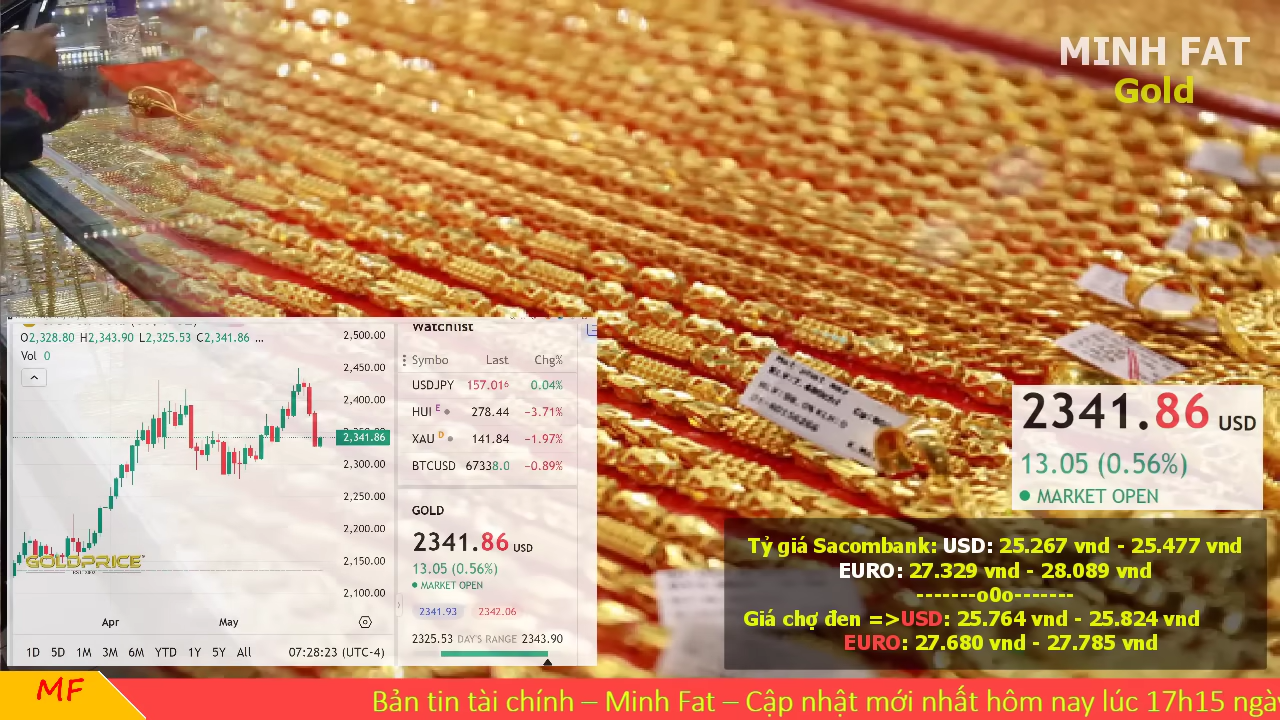 MINH FAT
Gold
O2,328.80 H2,343.90 L2,325.53 C2,341.86 ...
Vol 0
2,500.00
2,450.00
2,400.00
2,341.86
2,300.00
2,250.00
2,200.00
2,150.00
2,100.00
GOLDPRICE
Apr May
1D 5D 1M 3M 6M YTD 1Y 5Y All 07:28:23 (UTC-4)
Watchlist
Symbo Last Chg%
USDJPY 157.01⁶ 0.04%
HUI E 278.44 −3.71%
XAU D 141.84 −1.97%
BTCUSD 67338.0 −0.89%
GOLD
2341.86 USD
13.05 (0.56%)
MARKET OPEN
2341.93 2342.06
2325.53 DAY'S RANGE 2343.90
2341.86 USD
13.05 (0.56%)
MARKET OPEN
Tỷ giá Sacombank: USD: 25.267 vnd - 25.477 vnd
EURO: 27.329 vnd - 28.089 vnd
-------o0o-------
Giá chợ đen =>USD: 25.764 vnd - 25.824 vnd
EURO: 27.680 vnd - 27.785 vnd
MF
Bản tin tài chính – Minh Fat – Cập nhật mới nhất hôm nay lúc 17h15 ngà